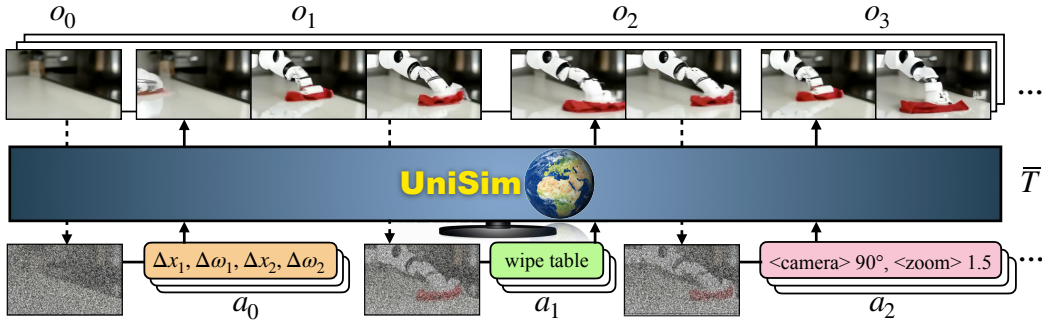 o₀ o₁ o₂ o₃
...
UniSim
T̅
Δx₁, Δω₁, Δx₂, Δω₂
wipe table
<camera> 90°, <zoom> 1.5
...
a₀ a₁ a₂